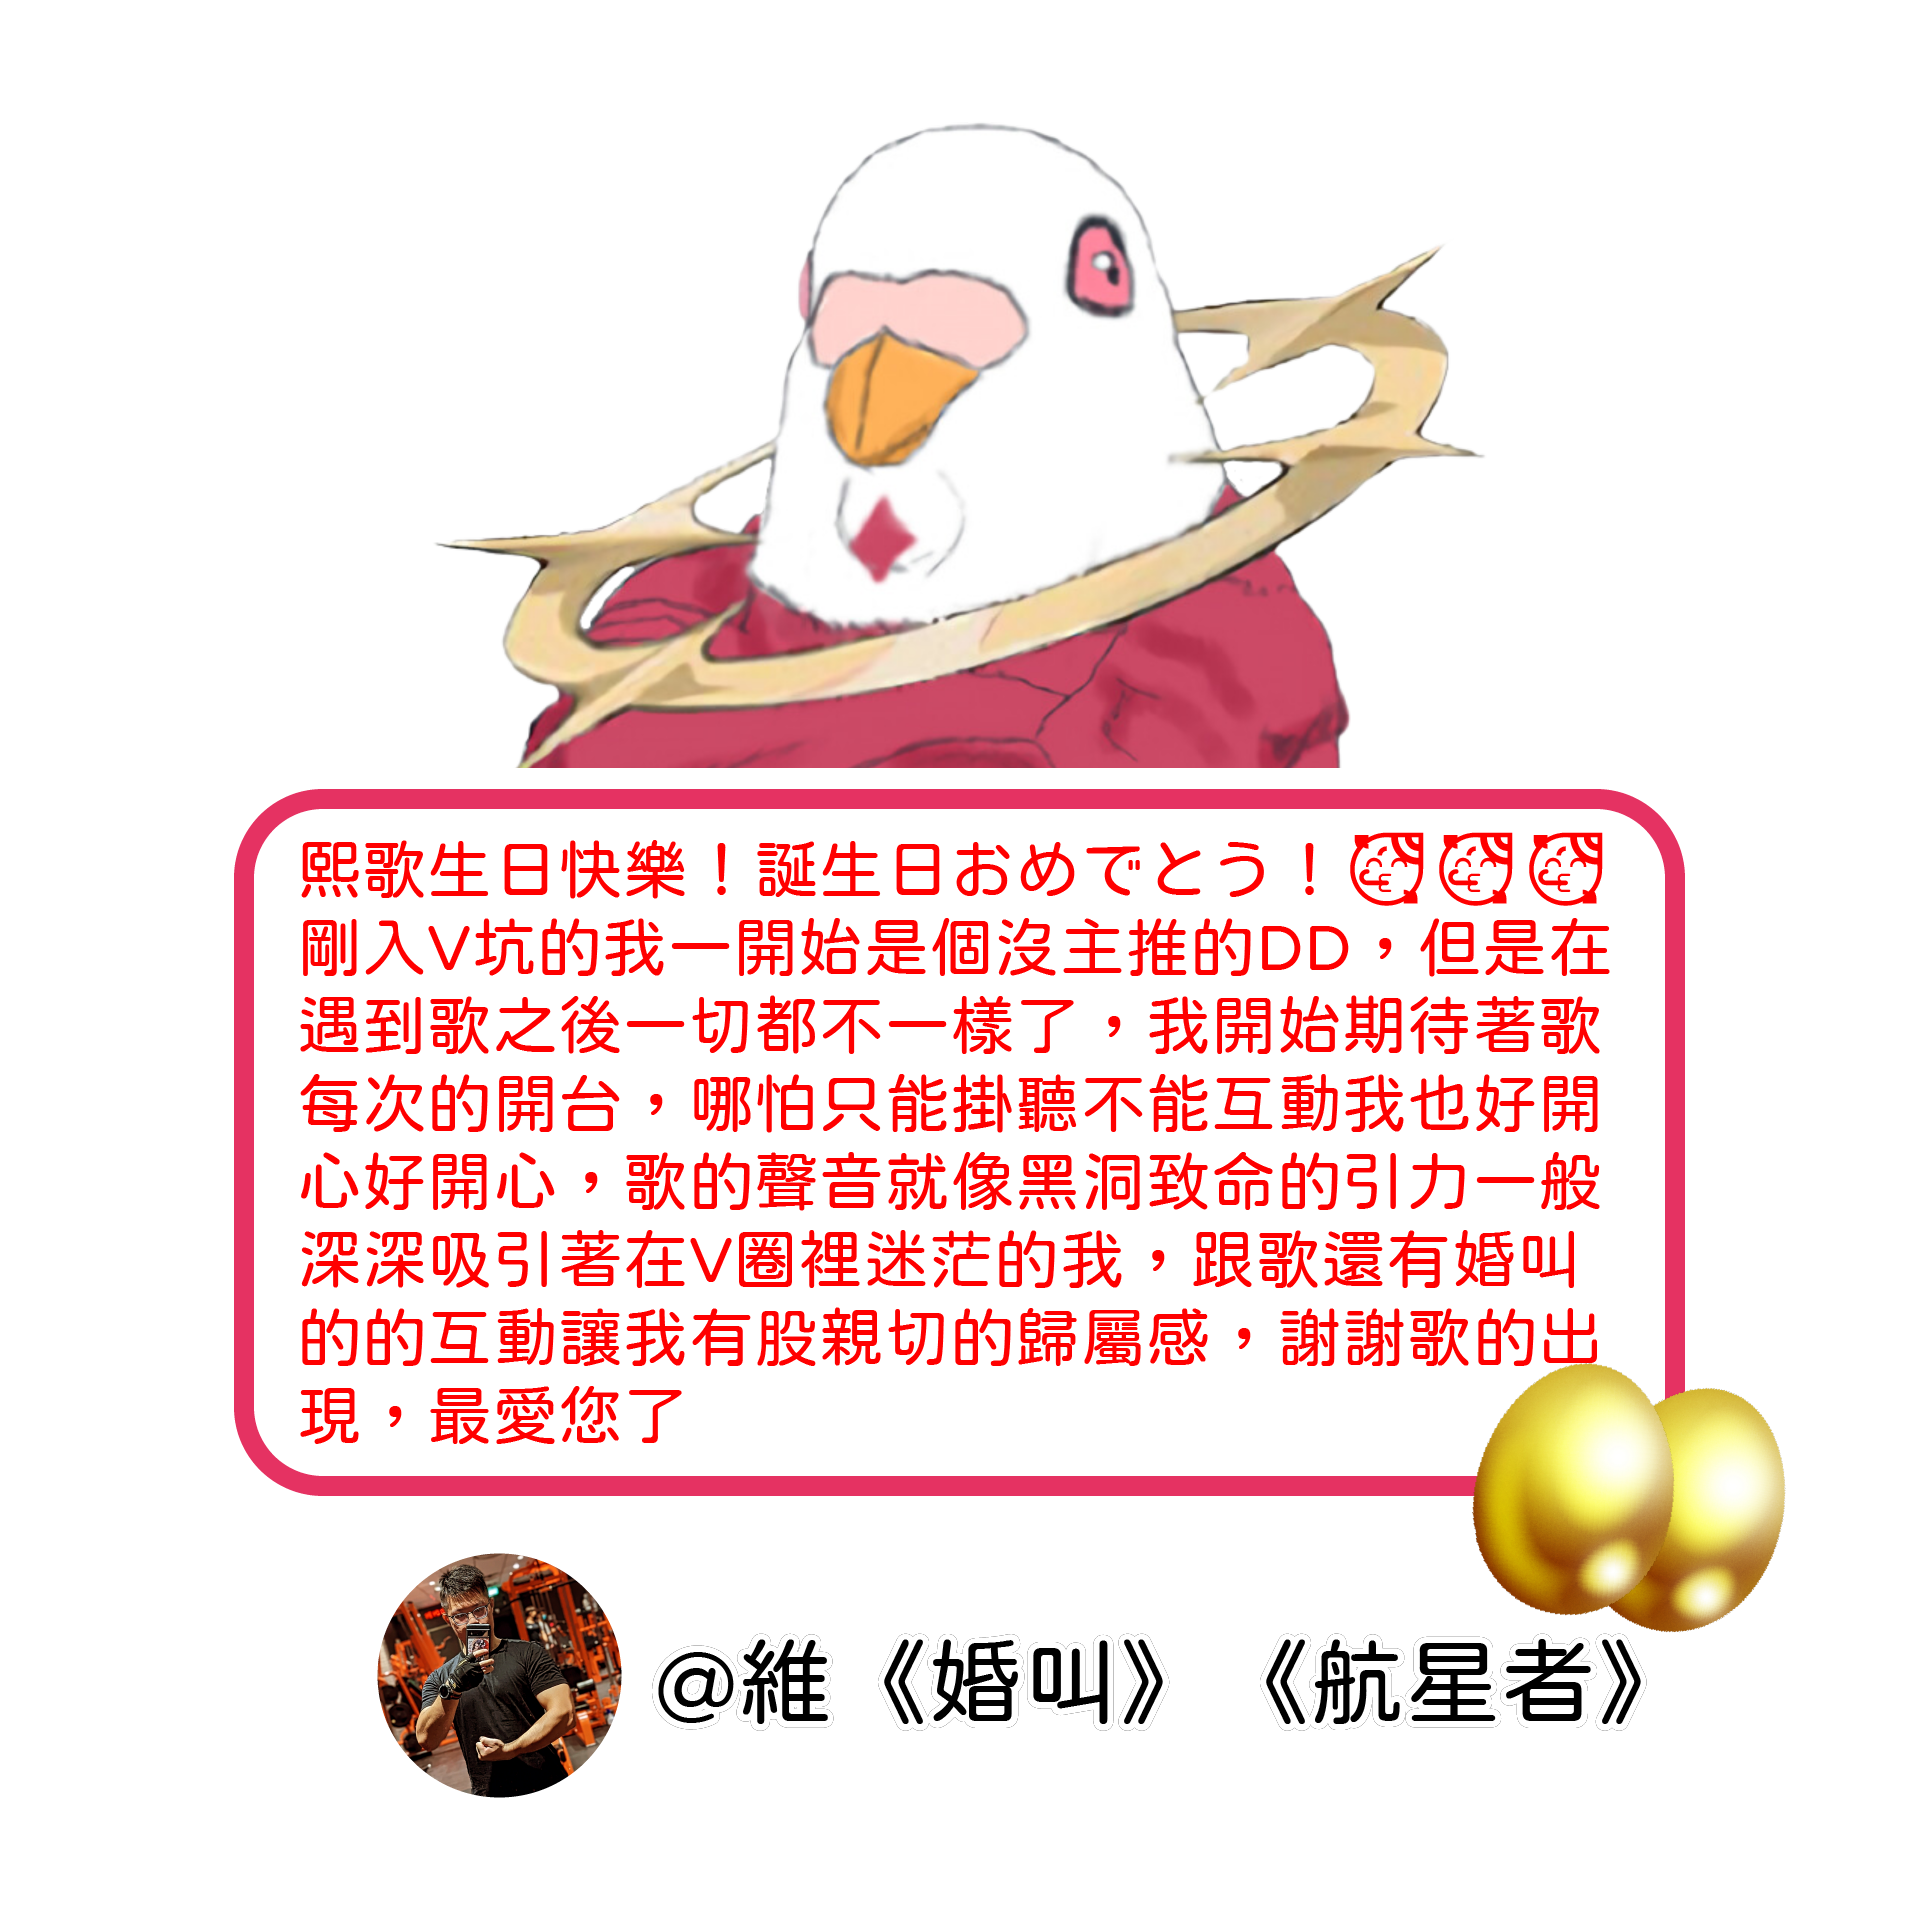 熙歌生日快樂！誕生日おめでとう！🥰🥰🥰
剛入V坑的我一開始是個沒主推的DD，但是在
遇到歌之後一切都不一樣了，我開始期待著歌
每次的開台，哪怕只能掛聽不能互動我也好開
心好開心，歌的聲音就像黑洞致命的引力一般
深深吸引著在V圈裡迷茫的我，跟歌還有婚叫
的的互動讓我有股親切的歸屬感，謝謝歌的出
現，最愛您了
@維《婚叫》《航星者》